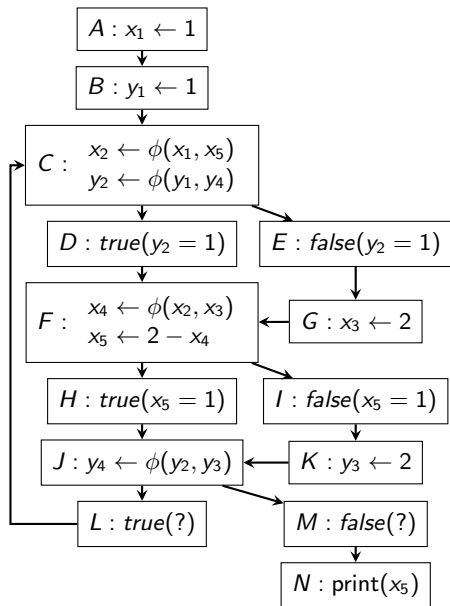 A : x₁ ← 1
B : y₁ ← 1
C : x₂ ← ϕ(x₁, x₅)
y₂ ← ϕ(y₁, y₄)
D : true(y₂ = 1)
E : false(y₂ = 1)
F : x₄ ← ϕ(x₂, x₃)
x₅ ← 2 − x₄
G : x₃ ← 2
H : true(x₅ = 1)
I : false(x₅ = 1)
J : y₄ ← ϕ(y₂, y₃)
K : y₃ ← 2
L : true(?)
M : false(?)
N : print(x₅)